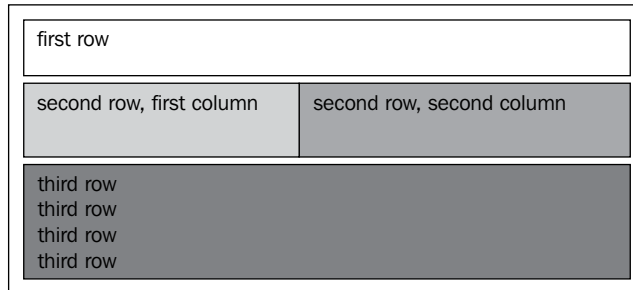 first row
second row, first column
second row, second column
third row
third row
third row
third row